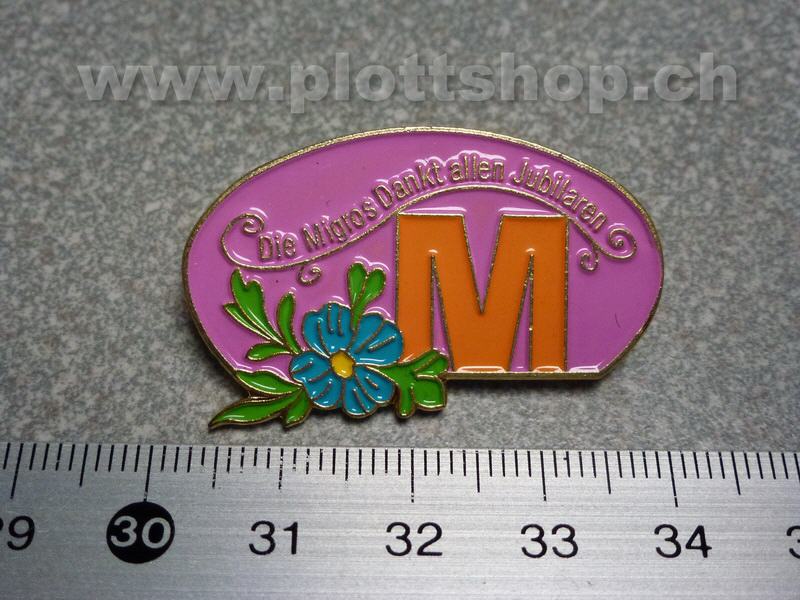 www.plottshop.ch
Die Migros Dankt allen Jubilaren
M
29 30 31 32 33 34